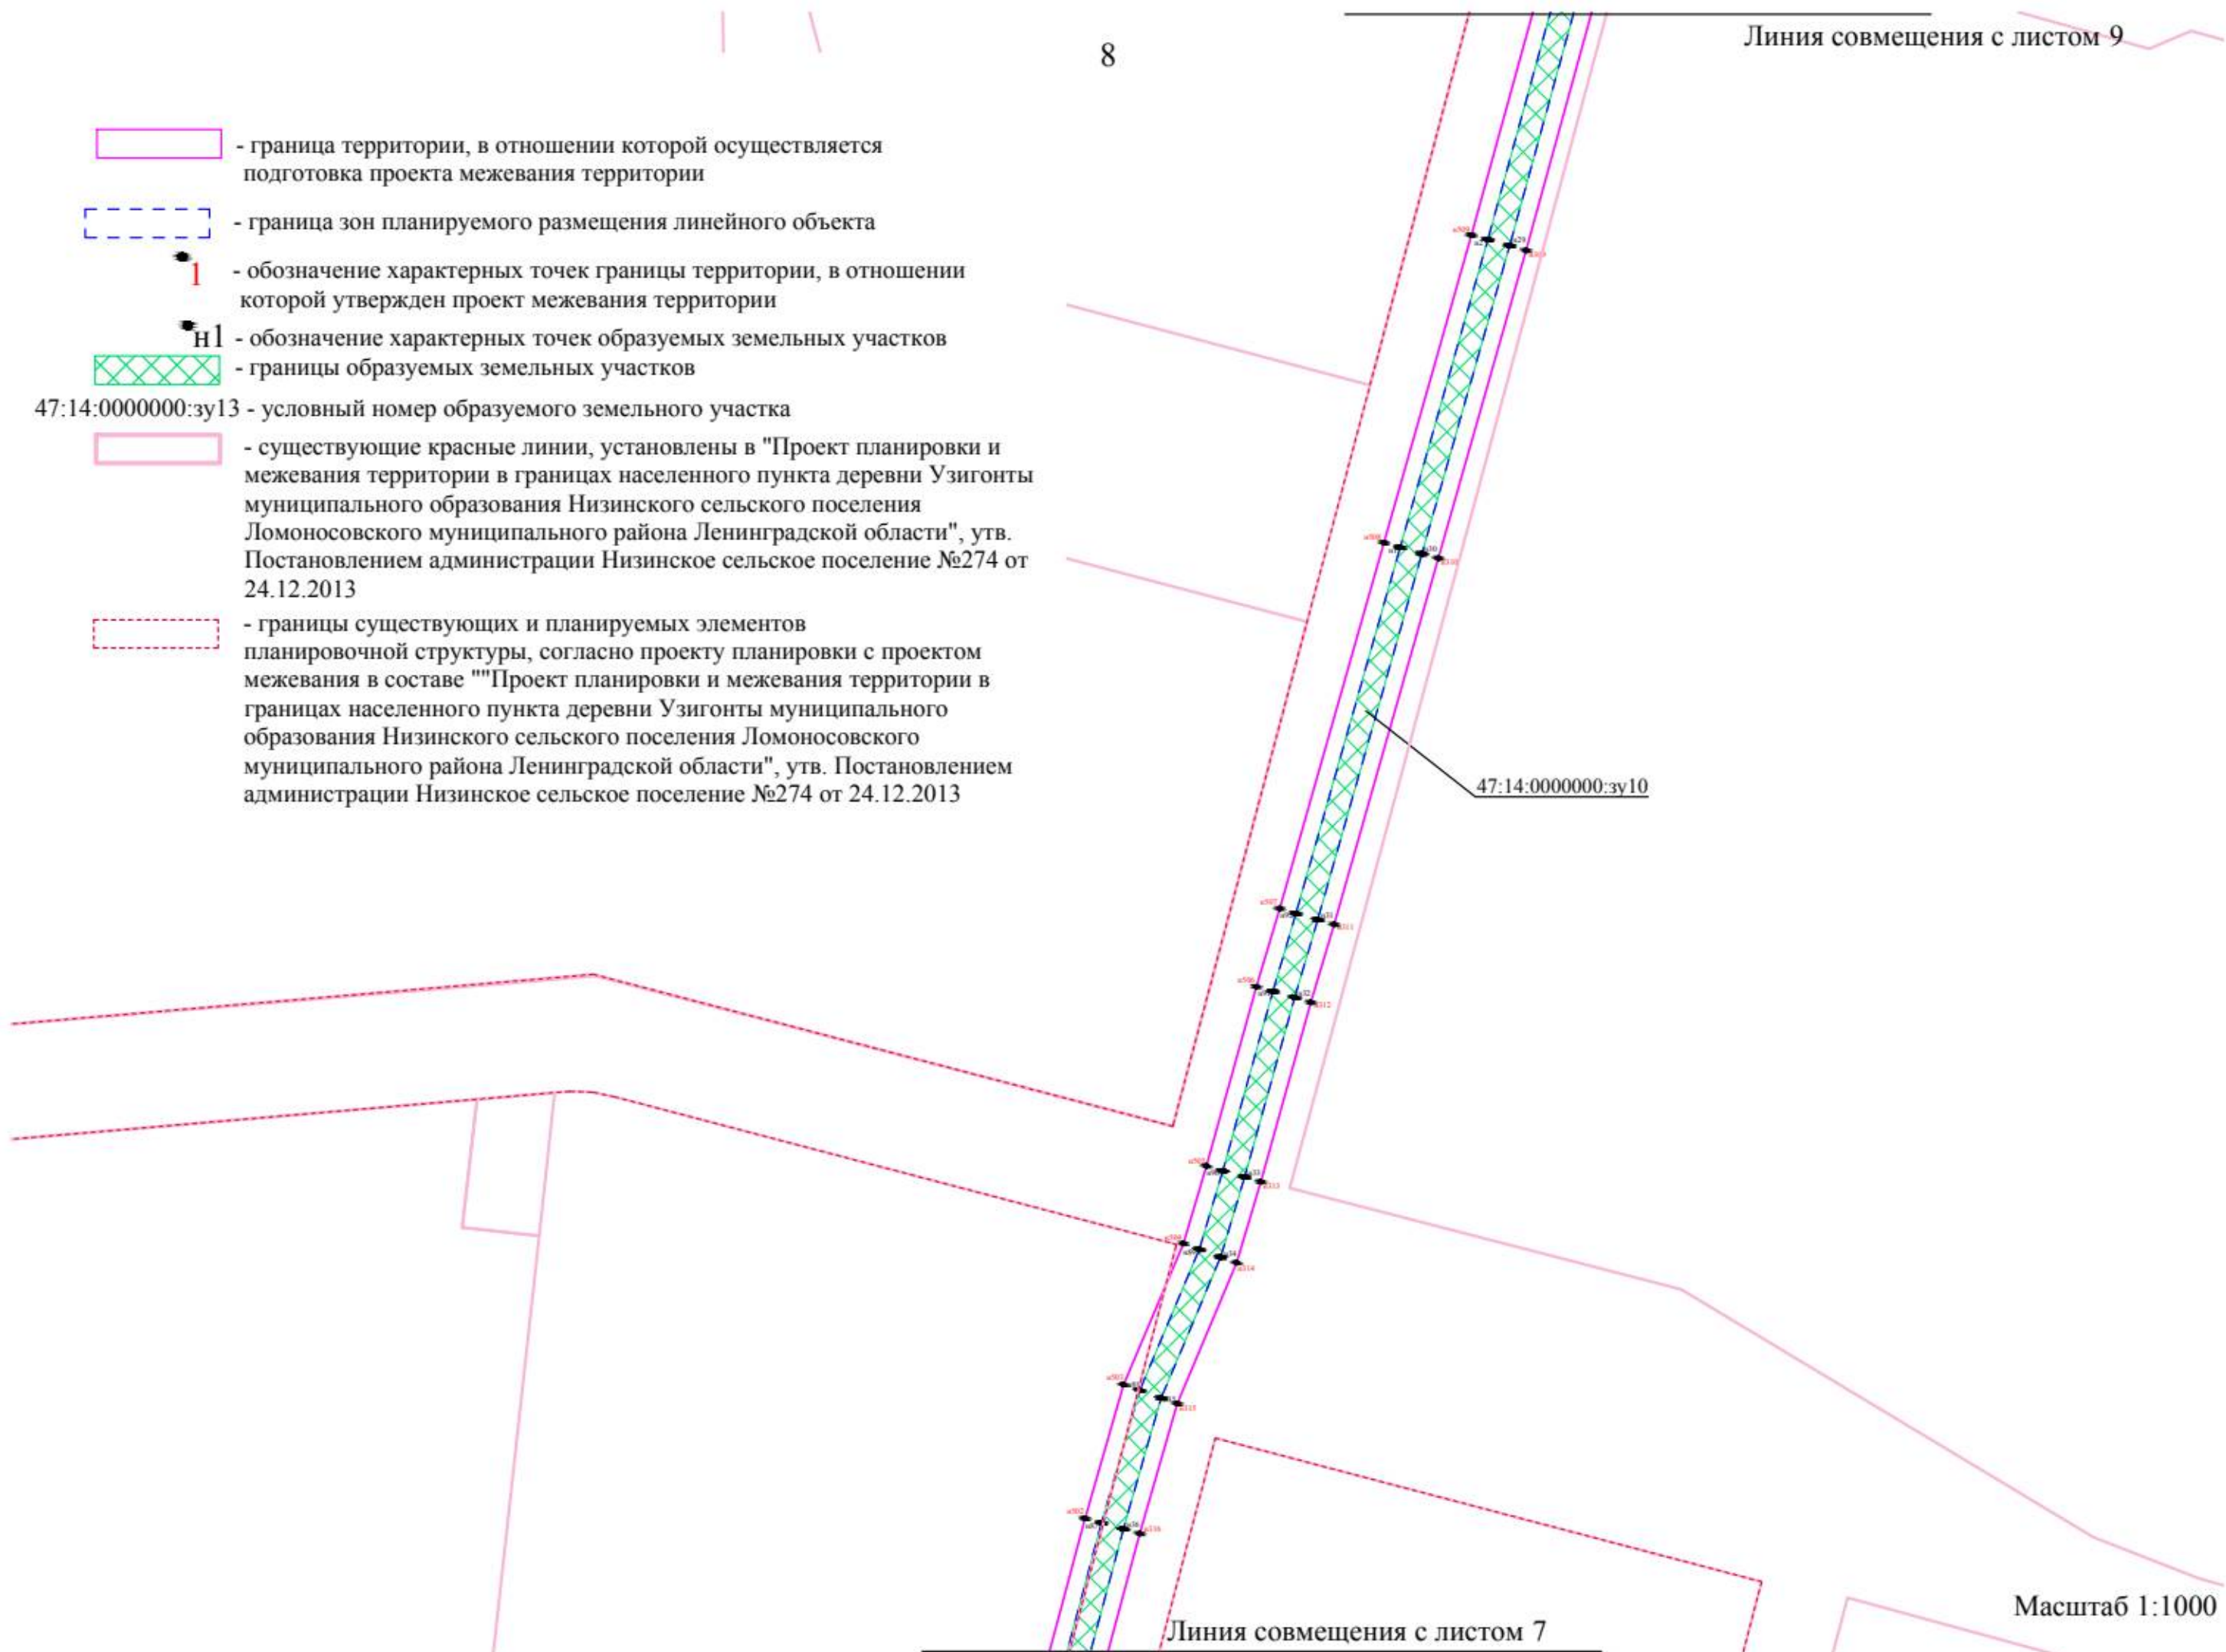 8
Линия совмещения с листом 9
- граница территории, в отношении которой осуществляется
подготовка проекта межевания территории
- граница зон планируемого размещения линейного объекта
1 - обозначение характерных точек границы территории, в отношении
которой утвержден проект межевания территории
н1 - обозначение характерных точек образуемых земельных участков
- границы образуемых земельных участков
47:14:0000000:зу13 - условный номер образуемого земельного участка
- существующие красные линии, установлены в "Проект планировки и
межевания территории в границах населенного пункта деревни Узигонты
муниципального образования Низинского сельского поселения
Ломоносовского муниципального района Ленинградской области", утв.
Постановлением администрации Низинское сельское поселение №274 от
24.12.2013
- границы существующих и планируемых элементов
планировочной структуры, согласно проекту планировки с проектом
межевания в составе ""Проект планировки и межевания территории в
границах населенного пункта деревни Узигонты муниципального
образования Низинского сельского поселения Ломоносовского
муниципального района Ленинградской области", утв. Постановлением
администрации Низинское сельское поселение №274 от 24.12.2013
47:14:0000000:зу10
Масштаб 1:1000
Линия совмещения с листом 7